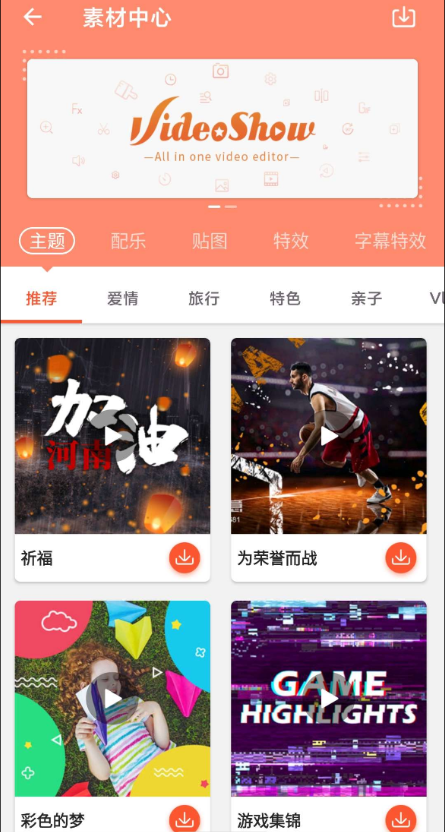 素材中心
Fx
VideoShow
—All in one video editor—
主题 配乐 贴图 特效 字幕特效
推荐 爱情 旅行 特色 亲子
加油
河南
祈福
为荣誉而战
GAME
HIGHLIGHTS
彩色的梦
游戏集锦